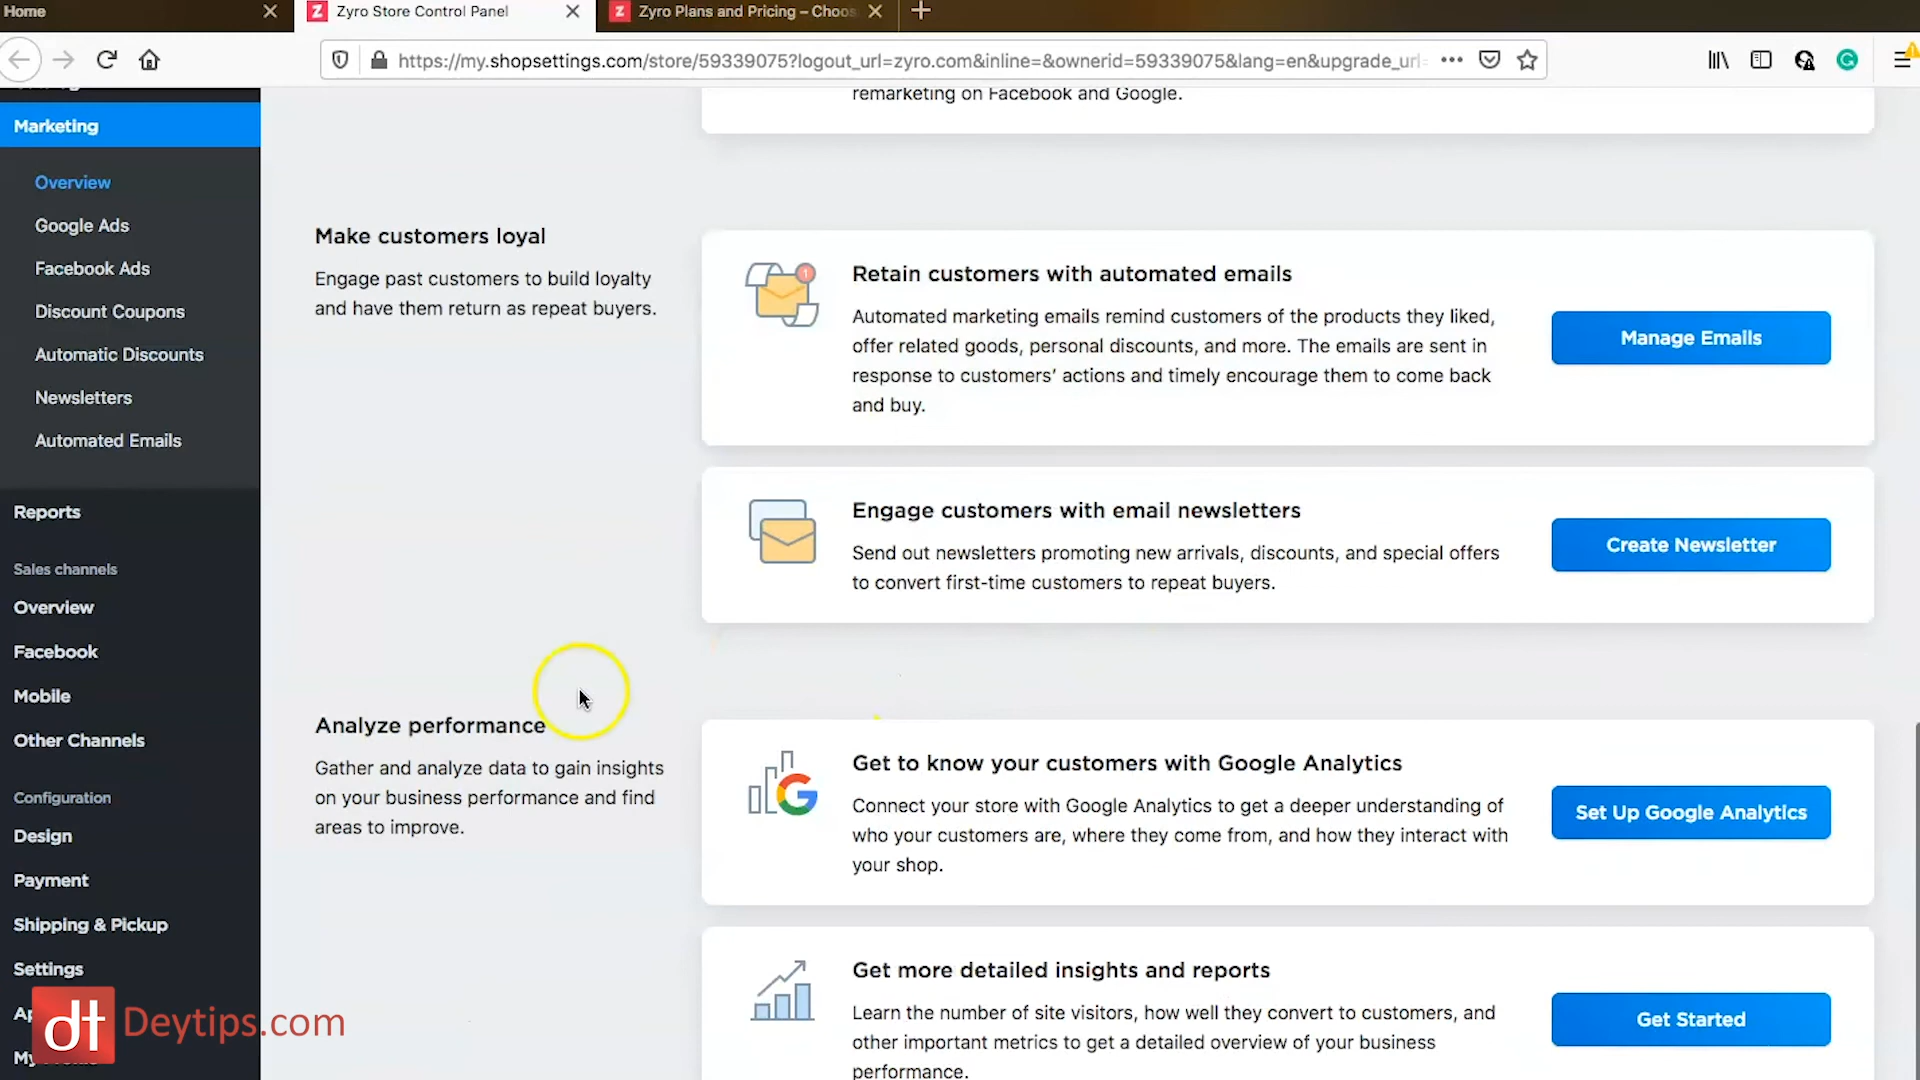 Home
Zyro Store Control Panel
Zyro Plans and Pricing – Choos
https://my.shopsettings.com/store/59339075?logout_url=zyro.com&inline=&ownerid=59339075&lang=en&upgrade_url=
Marketing
Overview
Google Ads
Facebook Ads
Discount Coupons
Automatic Discounts
Newsletters
Automated Emails
Reports
Sales channels
Overview
Facebook
Mobile
Other Channels
Configuration
Design
Payment
Shipping & Pickup
Settings
dt Deytips.com
remarketing on Facebook and Google.
Make customers loyal
Engage past customers to build loyalty
and have them return as repeat buyers.
1
Retain customers with automated emails
Automated marketing emails remind customers of the products they liked,
offer related goods, personal discounts, and more. The emails are sent in
response to customers’ actions and timely encourage them to come back
and buy.
Manage Emails
Engage customers with email newsletters
Send out newsletters promoting new arrivals, discounts, and special offers
to convert first-time customers to repeat buyers.
Create Newsletter
Analyze performance
Gather and analyze data to gain insights
on your business performance and find
areas to improve.
Get to know your customers with Google Analytics
Connect your store with Google Analytics to get a deeper understanding of
who your customers are, where they come from, and how they interact with
your shop.
Set Up Google Analytics
Get more detailed insights and reports
Learn the number of site visitors, how well they convert to customers, and
other important metrics to get a detailed overview of your business
performance.
Get Started